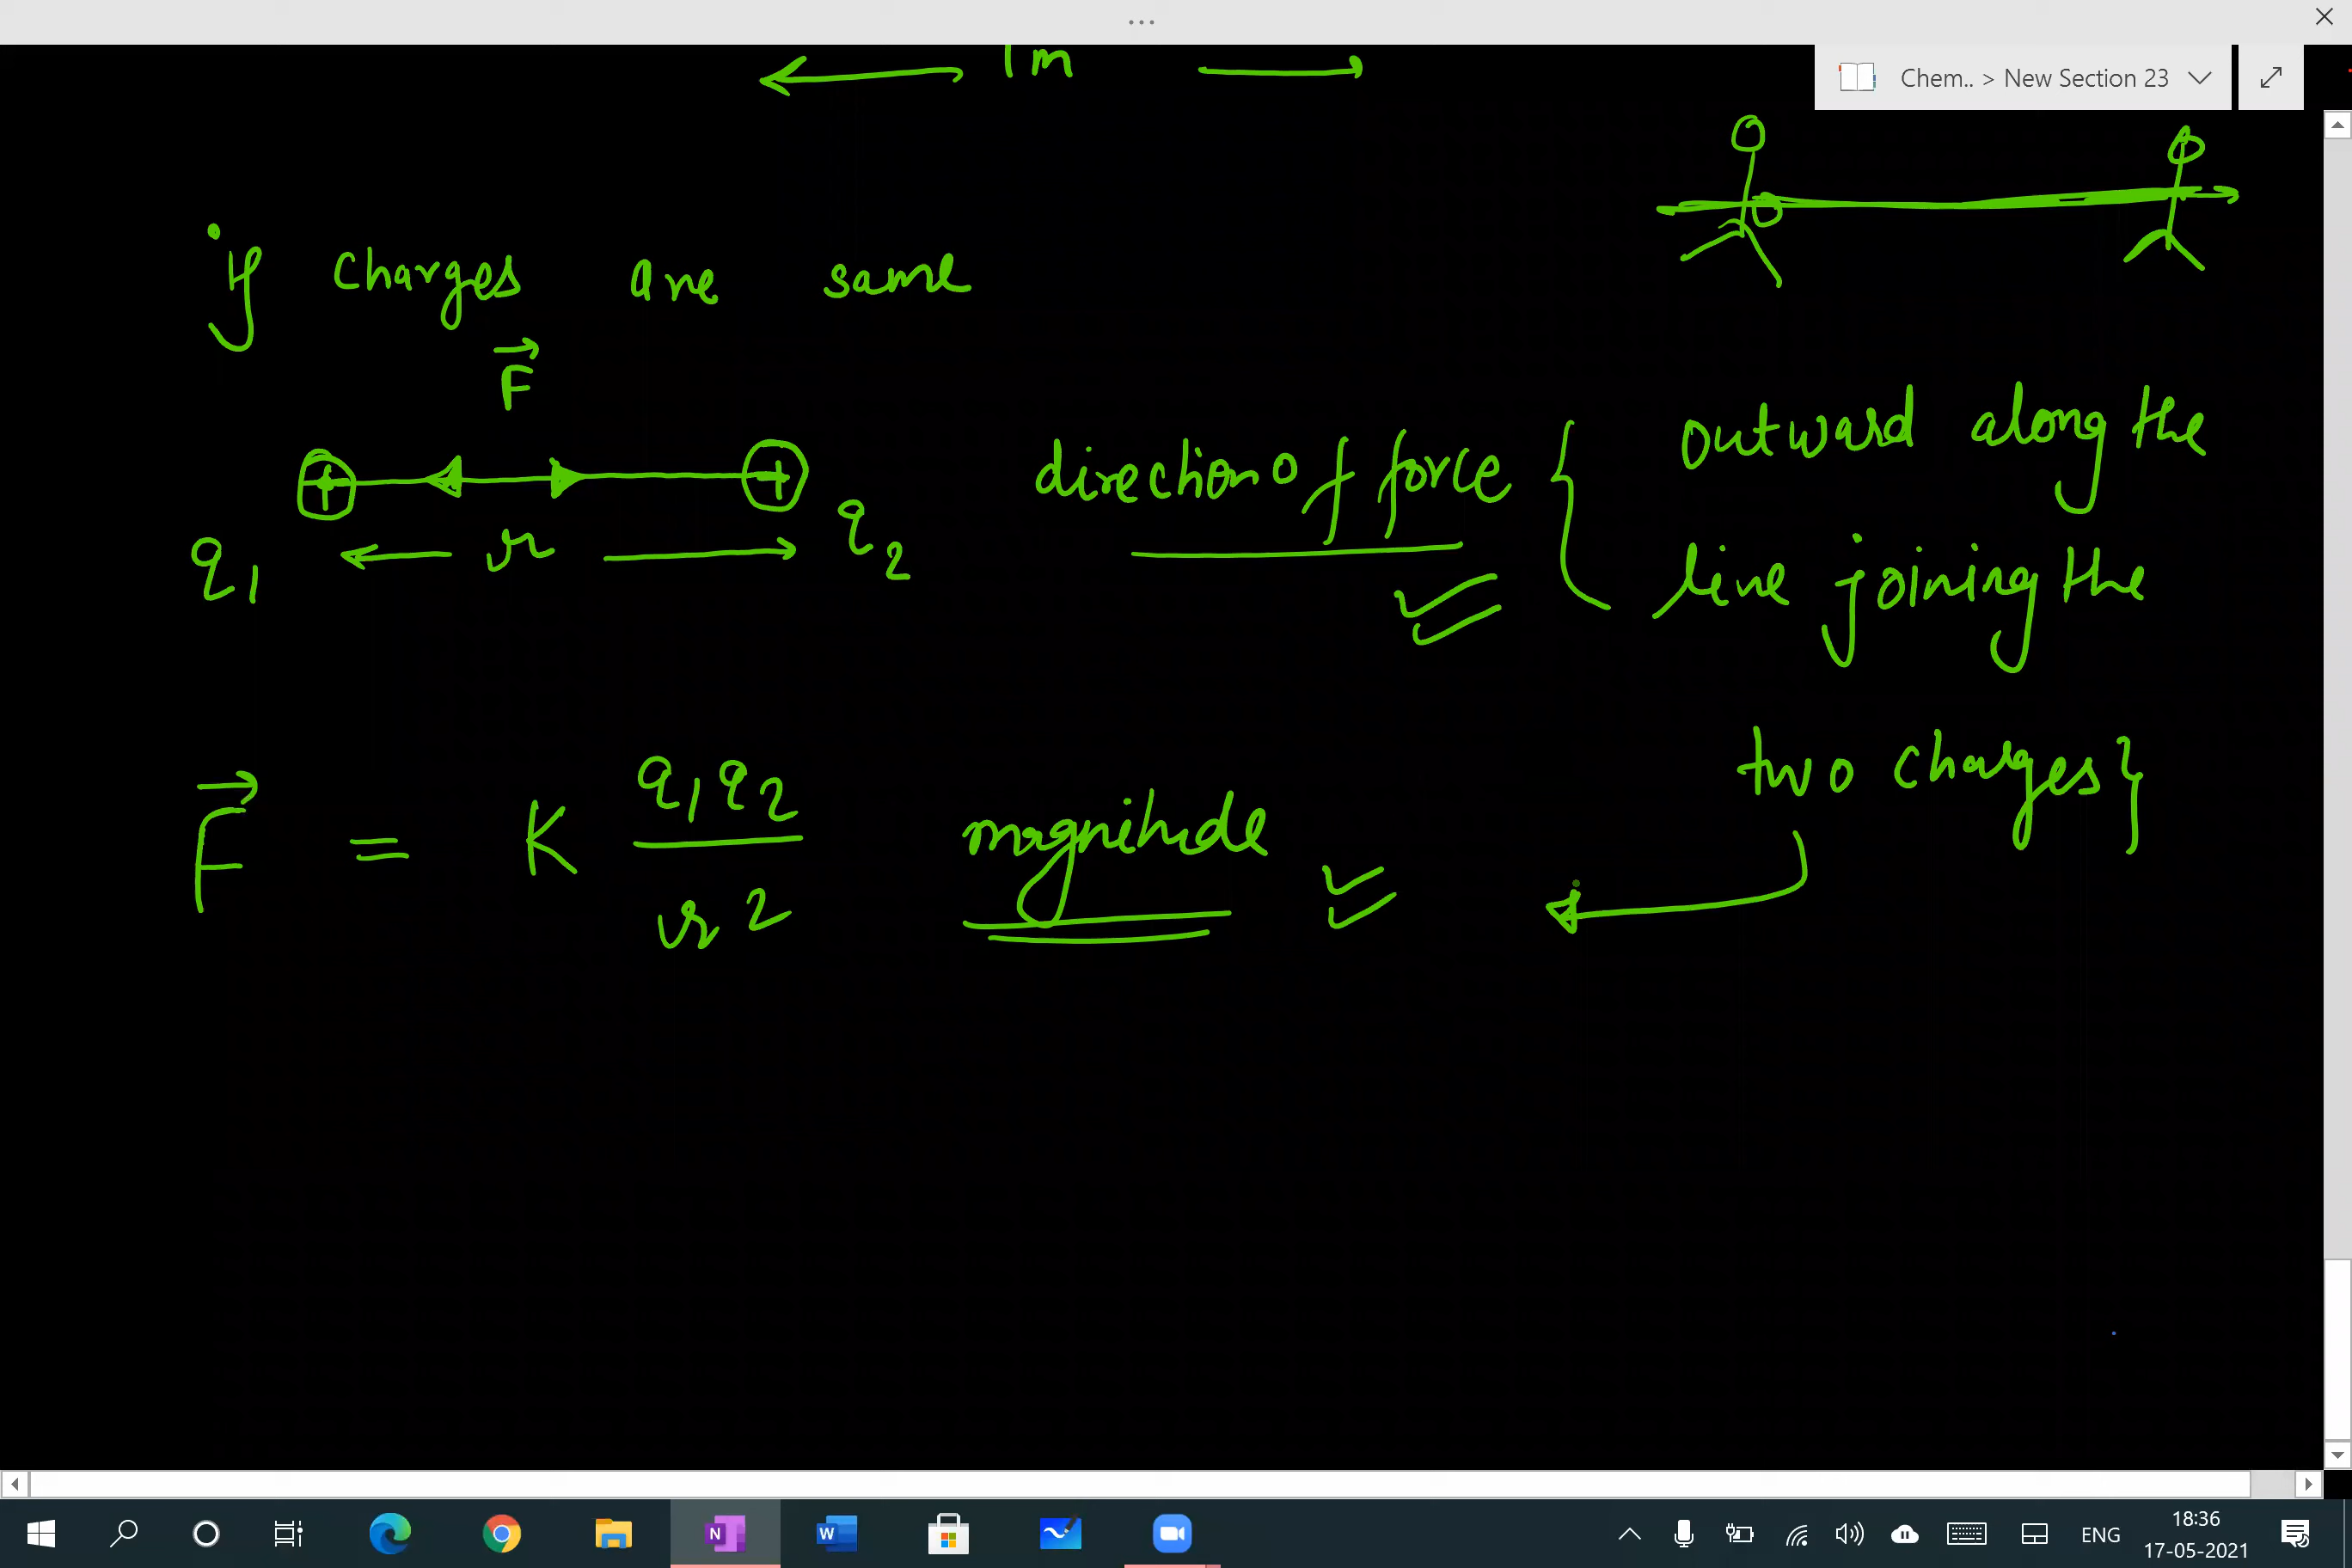 1m
Chem.. > New Section 23
if charges are same
F
+ +
q1 r q2
direction of force { outward along the
line joining the
two charges}
F = K q1q2
r2
magnitude
N
W
ENG
18:36
17-05-2021